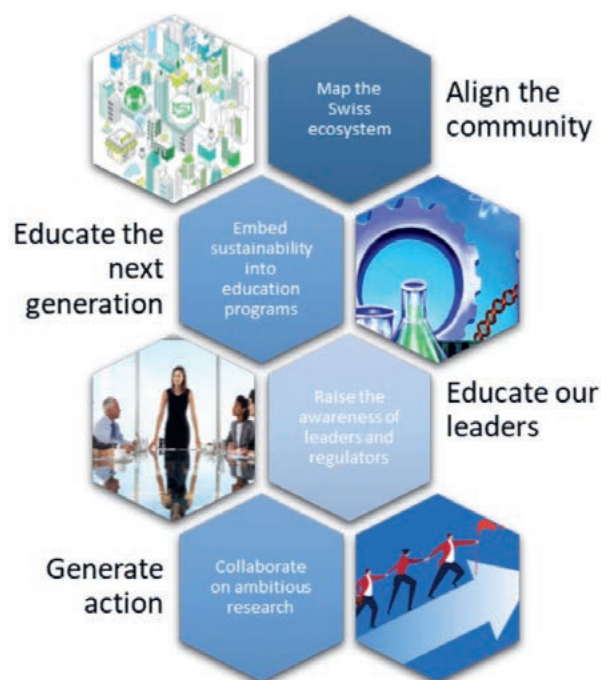 Map the
Swiss
ecosystem
Align the
community
Educate the
next
generation
Embed
sustainability
into
education
programs
Raise the
awareness of
leaders and
regulators
Educate our
leaders
Generate
action
Collaborate
on ambitious
research